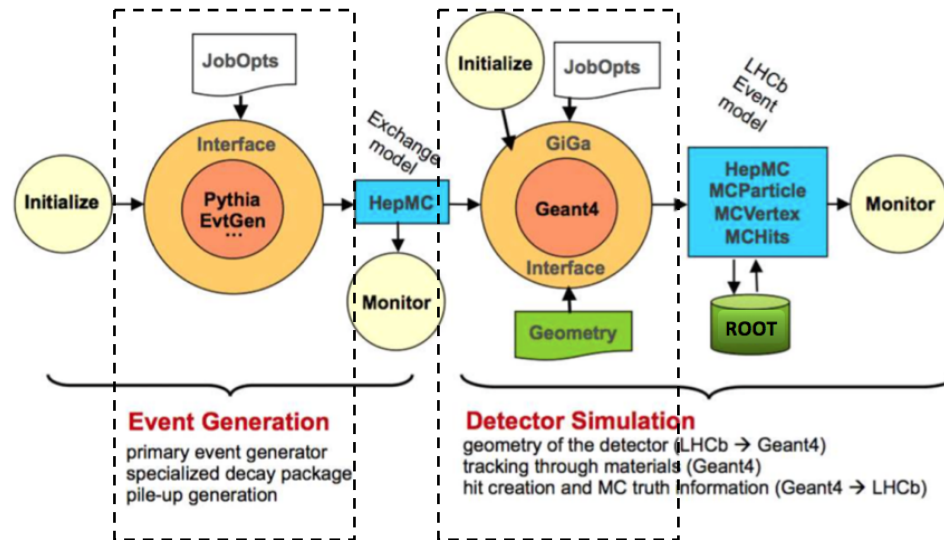 JobOpts
Interface
Initialize
Pythia
EvtGen
...
Exchange
model
HepMC
Monitor
Initialize
JobOpts
GiGa
Geant4
Interface
Geometry
LHCb
Event
model
HepMC
MCParticle
MCVertex
MCHits
Monitor
ROOT
Event Generation
primary event generator
specialized decay package
pile-up generation
Detector Simulation
geometry of the detector (LHCb → Geant4)
tracking through materials (Geant4)
hit creation and MC truth information (Geant4 → LHCb)